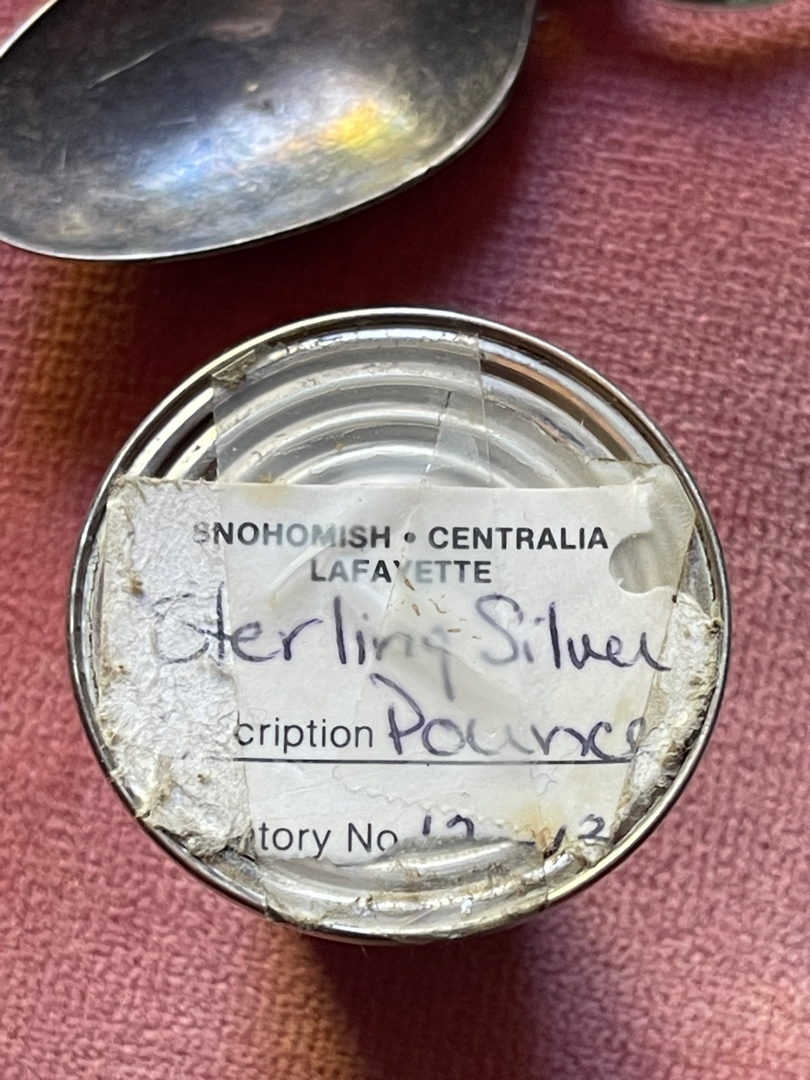 SNOHOMISH • CENTRALIA
LAFAYETTE
Sterling Silver
cription Pounce
tory No